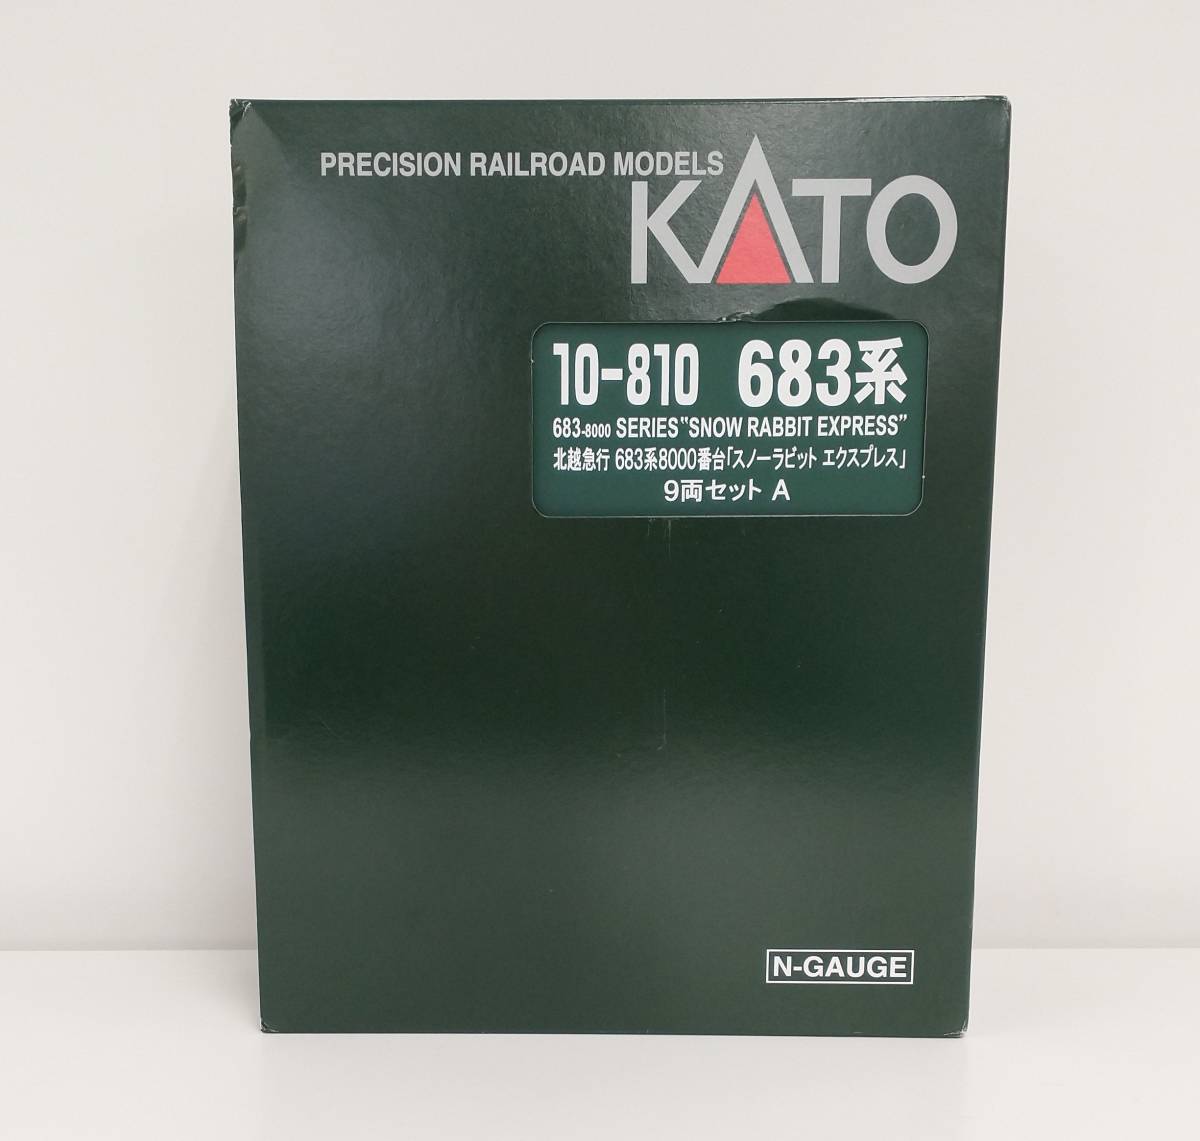 PRECISION RAILROAD MODELS
KATO
10-810 683系
683-8000 SERIES "SNOW RABBIT EXPRESS"
北越急行 683系8000番台「スノーラビット エクスプレス」
9両セット A
N-GAUGE